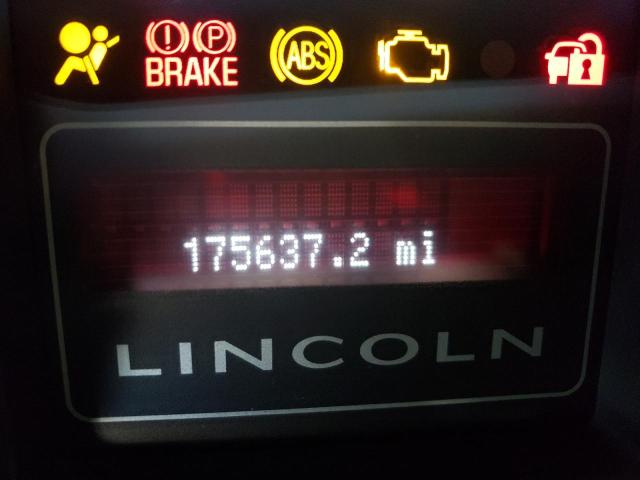 ! P ABS
BRAKE
175637.2 mi
LINCOLN